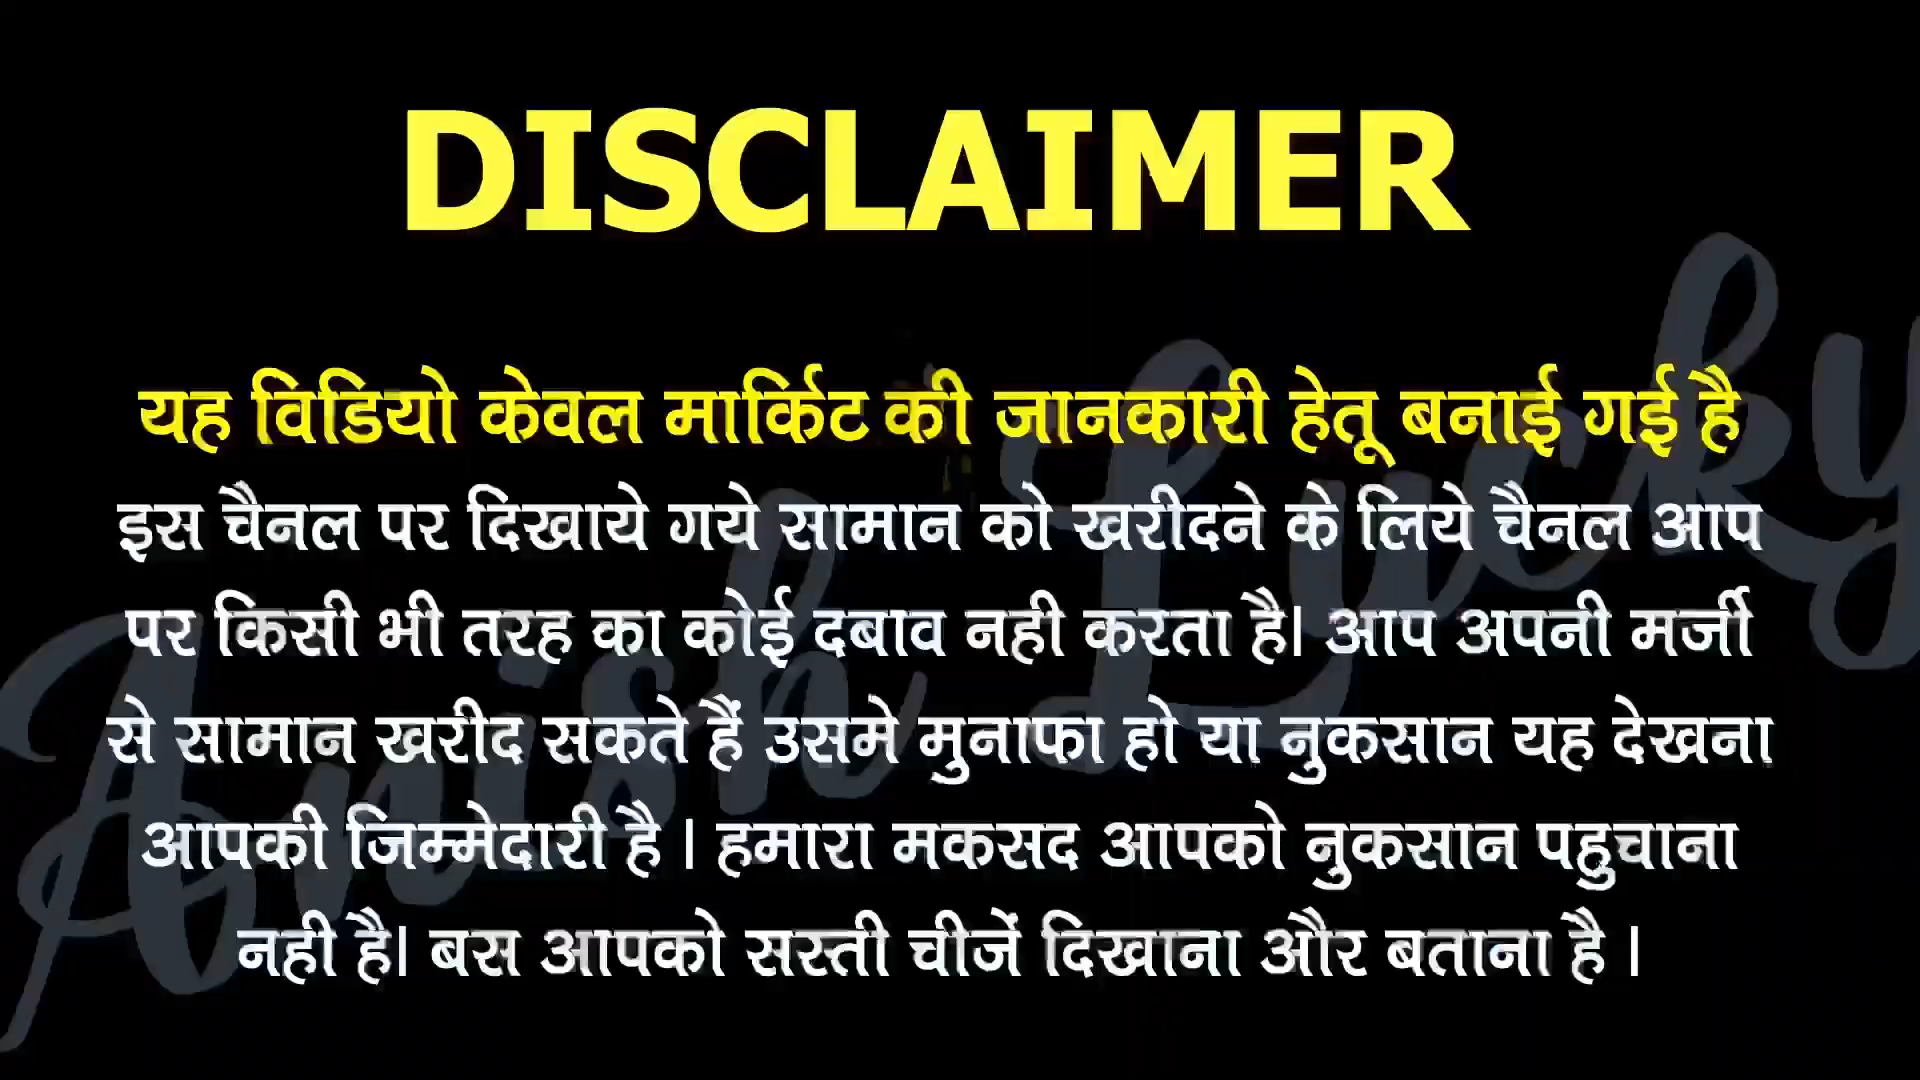 DISCLAIMER
यह विडियो केवल मार्किट की जानकारी हेतू बनाई गई है
इस चैनल पर दिखाये गये सामान को खरीदने के लिये चैनल आप
पर किसी भी तरह का कोई दबाव नही करता है। आप अपनी मर्जी
से सामान खरीद सकते हैं उसमे मुनाफा हो या नुकसान यह देखना
आपकी जिम्मेदारी है । हमारा मकसद आपको नुकसान पहुचाना
नही है। बस आपको सस्ती चीजें दिखाना और बताना है ।
Anish Lucky